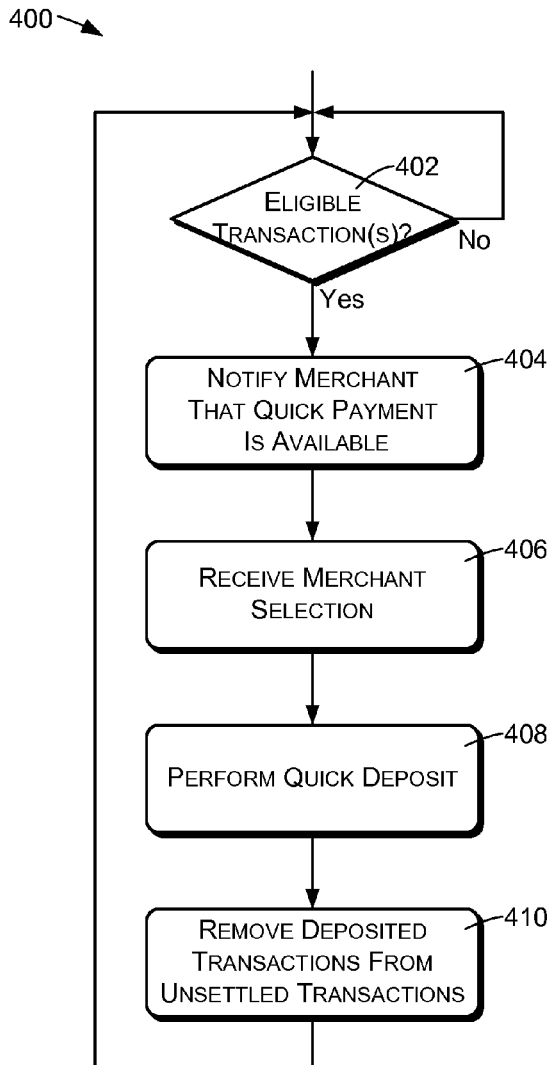 400
402
ELIGIBLE
TRANSACTION(S)?
No
Yes
404
NOTIFY MERCHANT
THAT QUICK PAYMENT
IS AVAILABLE
406
RECEIVE MERCHANT
SELECTION
408
PERFORM QUICK DEPOSIT
410
REMOVE DEPOSITED
TRANSACTIONS FROM
UNSETTLED TRANSACTIONS